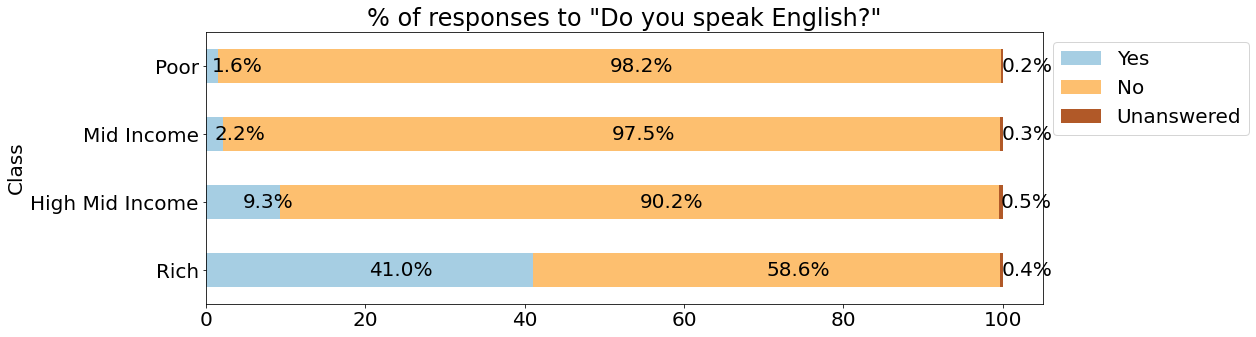 % of responses to "Do you speak English?"
Poor 1.6% 98.2% 0.2%
Mid Income 2.2% 97.5% 0.3%
High Mid Income 9.3% 90.2% 0.5%
Rich 41.0% 58.6% 0.4%
0 20 40 60 80 100
Class
Yes
No
Unanswered